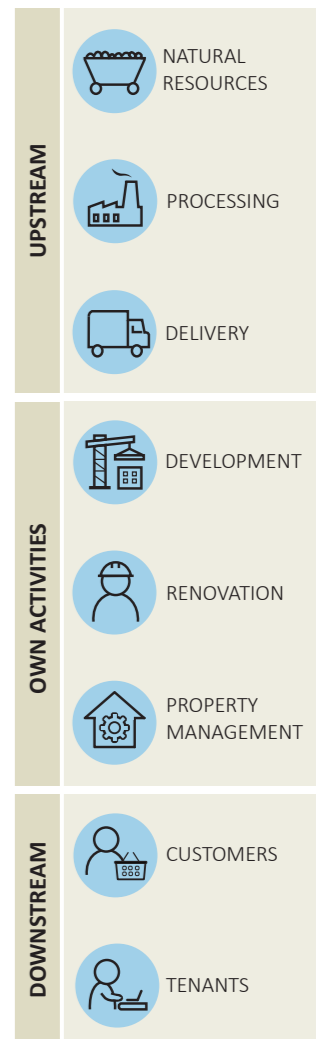 UPSTREAM
NATURAL
RESOURCES
PROCESSING
DELIVERY
OWN ACTIVITIES
DEVELOPMENT
RENOVATION
PROPERTY
MANAGEMENT
DOWNSTREAM
CUSTOMERS
TENANTS